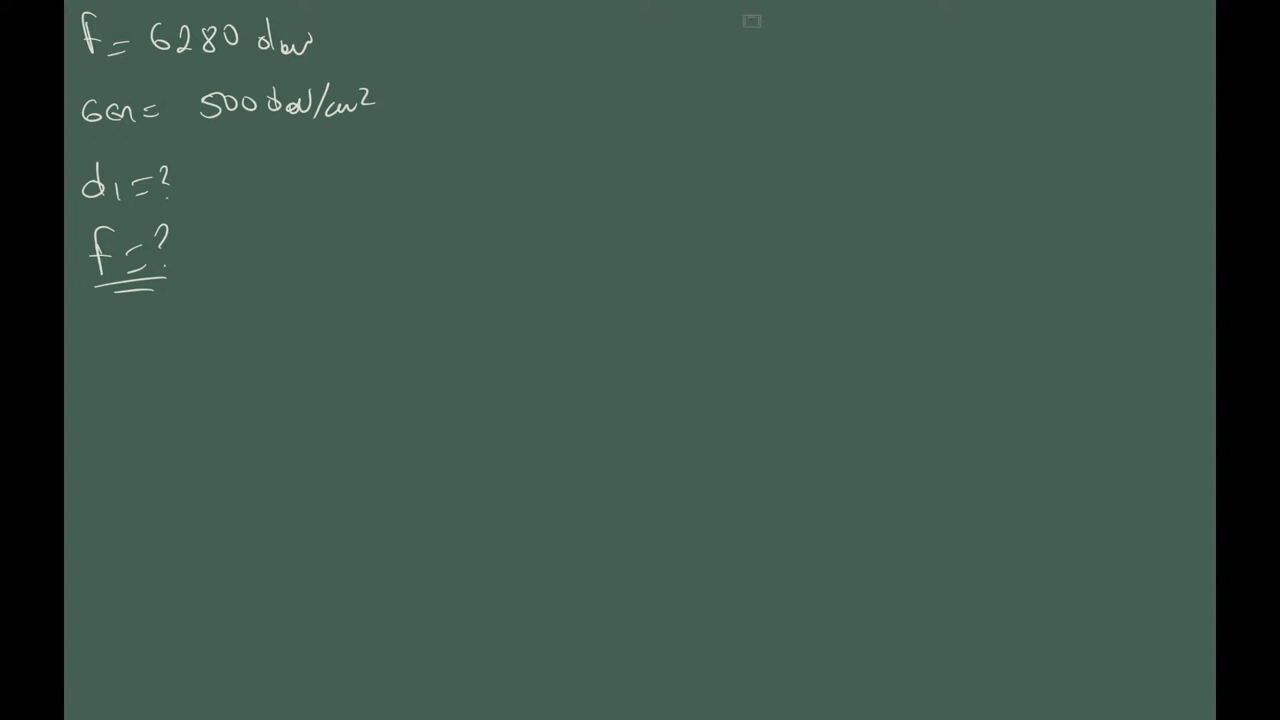 f = 6280 daN
σem = 500 daN/cm²
d1 = ?
f = ?